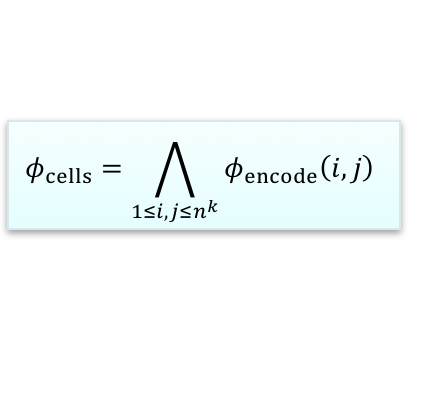 ϕ_cells = ⋀_{1≤i,j≤n^k} ϕ_encode(i,j)